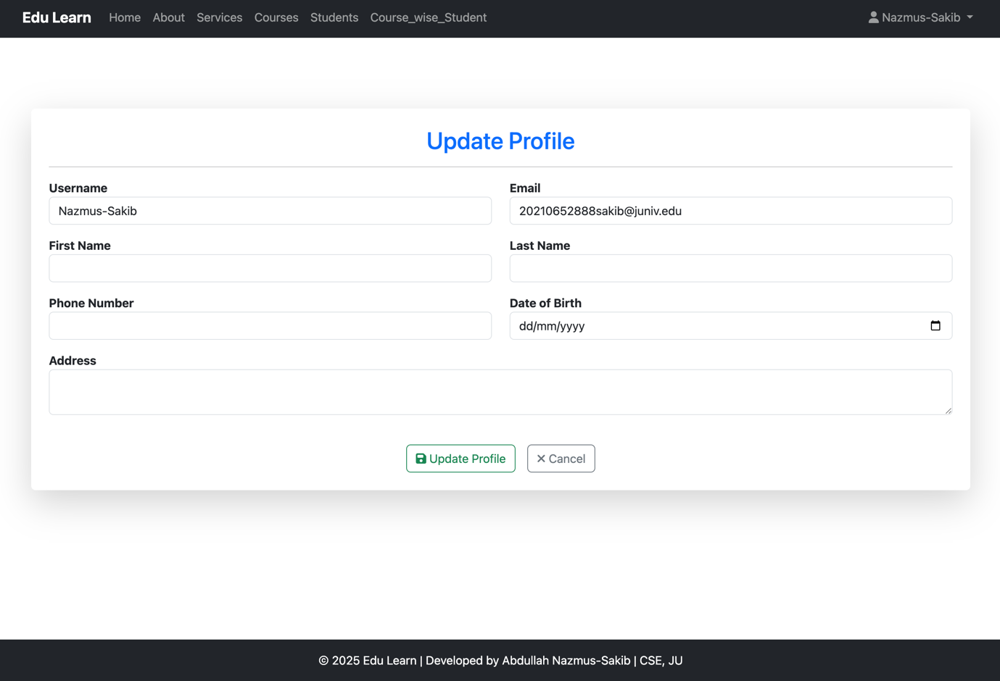 Edu Learn Home About Services Courses Students Course_wise_Student Nazmus-Sakib
Update Profile
Username Email
Nazmus-Sakib 20210652888sakib@juniv.edu
First Name Last Name
Phone Number Date of Birth
dd/mm/yyyy
Address
Update Profile Cancel
© 2025 Edu Learn | Developed by Abdullah Nazmus-Sakib | CSE, JU